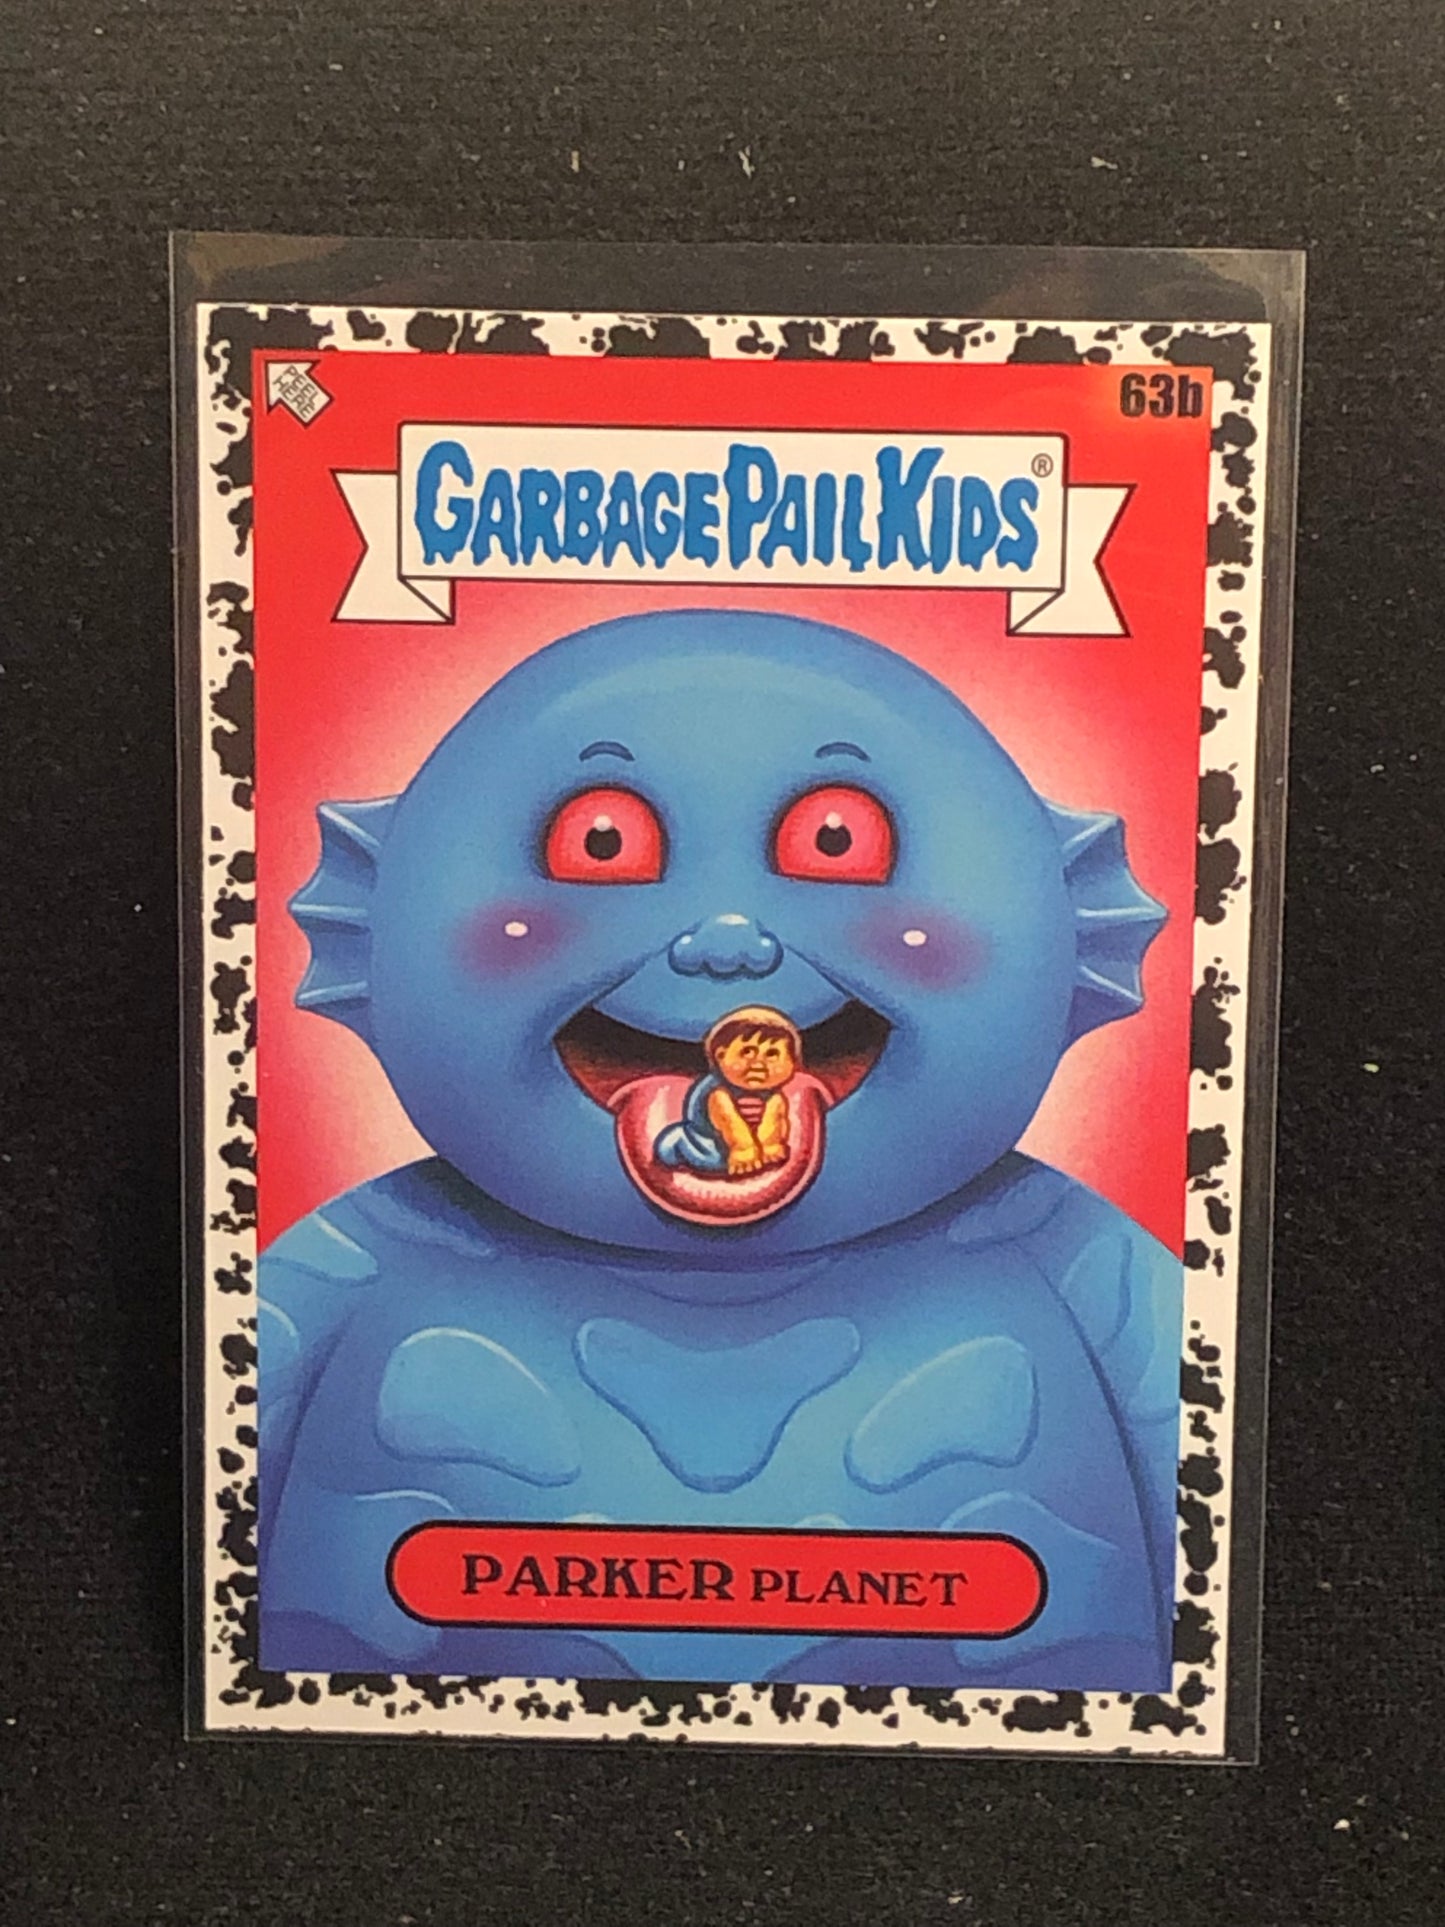 PEEL
HERE
63b
GARBAGE PAIL KIDS®
PARKER PLANET